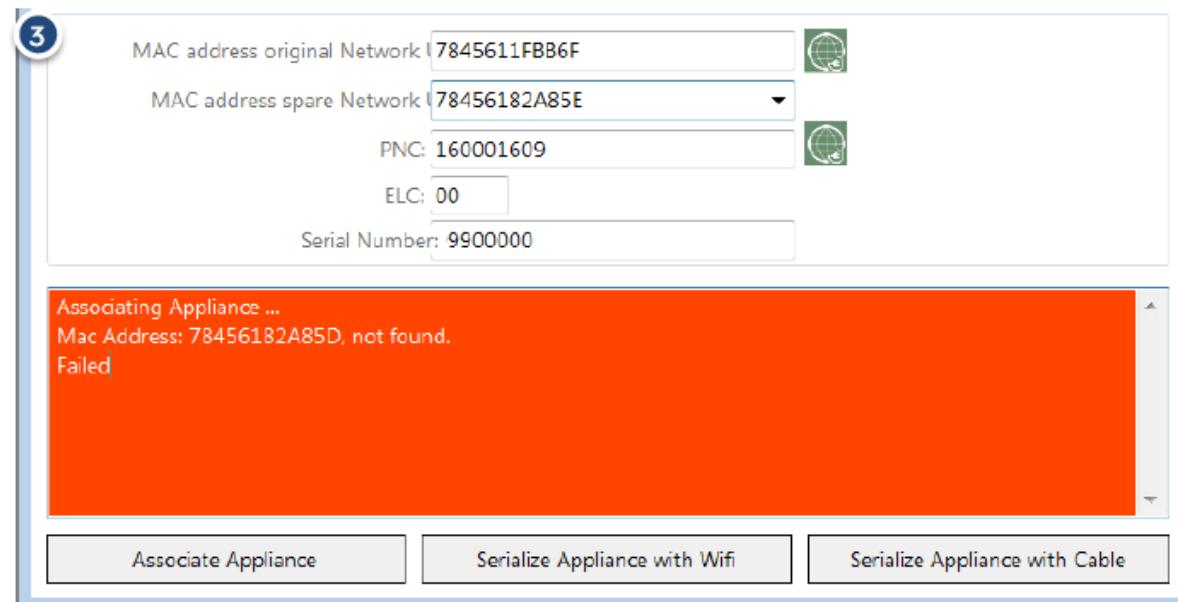 3
MAC address original Network U 7845611FBB6F
MAC address spare Network U 78456182A85E
PNC: 160001609
ELC: 00
Serial Number: 9900000
Associating Appliance ...
Mac Address: 78456182A85D, not found.
Failed
Associate Appliance Serialize Appliance with Wifi Serialize Appliance with Cable